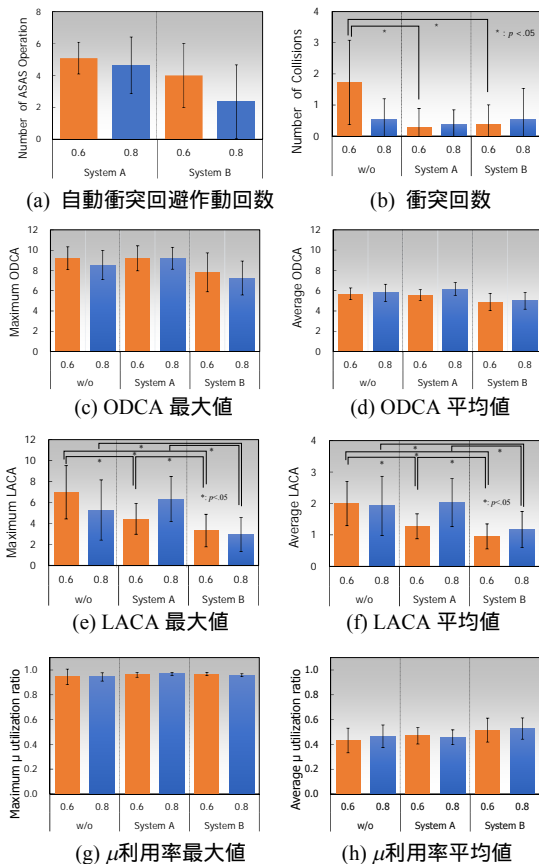 Number of ASAS Operation
8
6
4
2
0
0.6 0.8 0.6 0.8
System A System B
(a) 自動衝突回避作動回数
Number of Collisions
4
3
2
1
0
* * * : p <.05
0.6 0.8 0.6 0.8 0.6 0.8
w/o System A System B
(b) 衝突回数
Maximum ODCA
12
10
8
6
4
2
0
0.6 0.8 0.6 0.8 0.6 0.8
w/o System A System B
(c) ODCA 最大値
Average ODCA
12
10
8
6
4
2
0
0.6 0.8 0.6 0.8 0.6 0.8
w/o System A System B
(d) ODCA 平均値
Maximum LACA
12
10
8
6
4
2
0
*
* *
* *
*: p<.05
0.6 0.8 0.6 0.8 0.6 0.8
w/o System A System B
(e) LACA 最大値
Average LACA
4
3
2
1
0
*
* *
* *
*: p<.05
0.6 0.8 0.6 0.8 0.6 0.8
w/o System A System B
(f) LACA 平均値
Maximum μ utilization ratio
1.0
0.8
0.6
0.4
0.2
0.0
0.6 0.8 0.6 0.8 0.6 0.8
w/o System A System B
(g) μ利用率最大値
Average μ utilization ratio
1.0
0.8
0.6
0.4
0.2
0.0
0.6 0.8 0.6 0.8 0.6 0.8
w/o System A System B
(h) μ利用率平均値